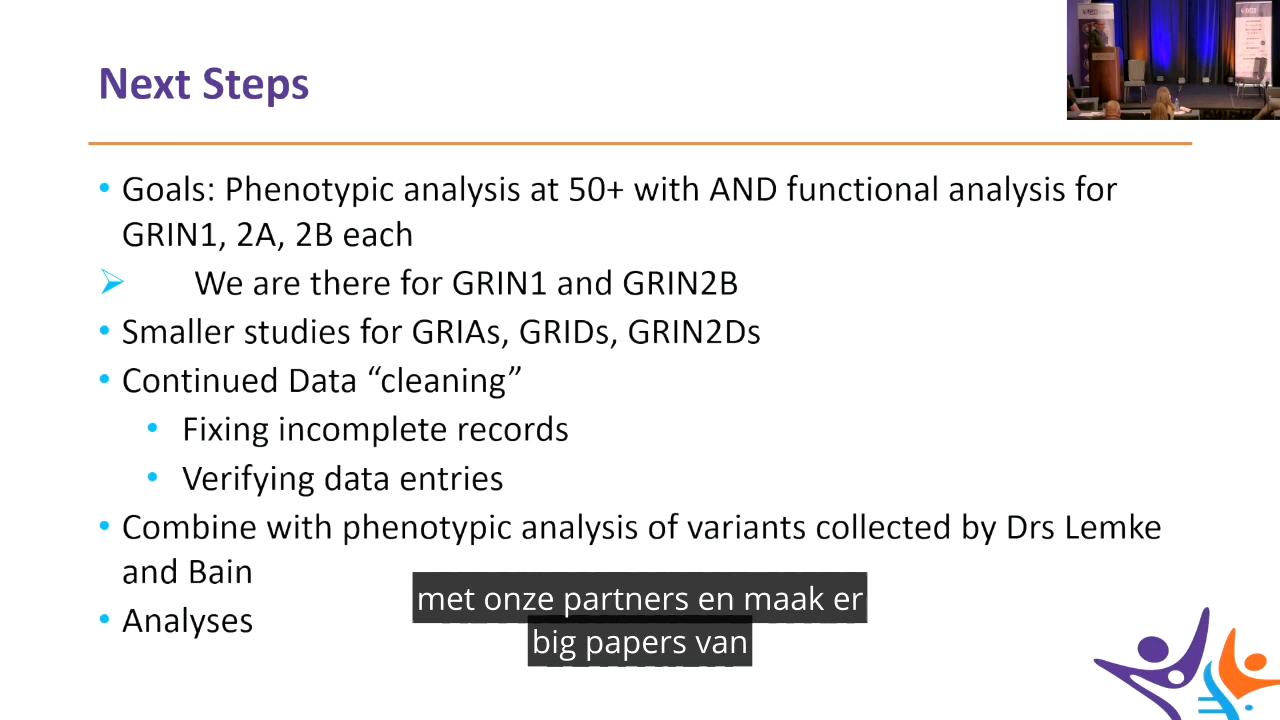 Next Steps
• Goals: Phenotypic analysis at 50+ with AND functional analysis for
GRIN1, 2A, 2B each
➢ We are there for GRIN1 and GRIN2B
• Smaller studies for GRIAs, GRIDs, GRIN2Ds
• Continued Data “cleaning”
• Fixing incomplete records
• Verifying data entries
• Combine with phenotypic analysis of variants collected by Drs Lemke
and Bain
• Analyses
met onze partners en maak er
big papers van